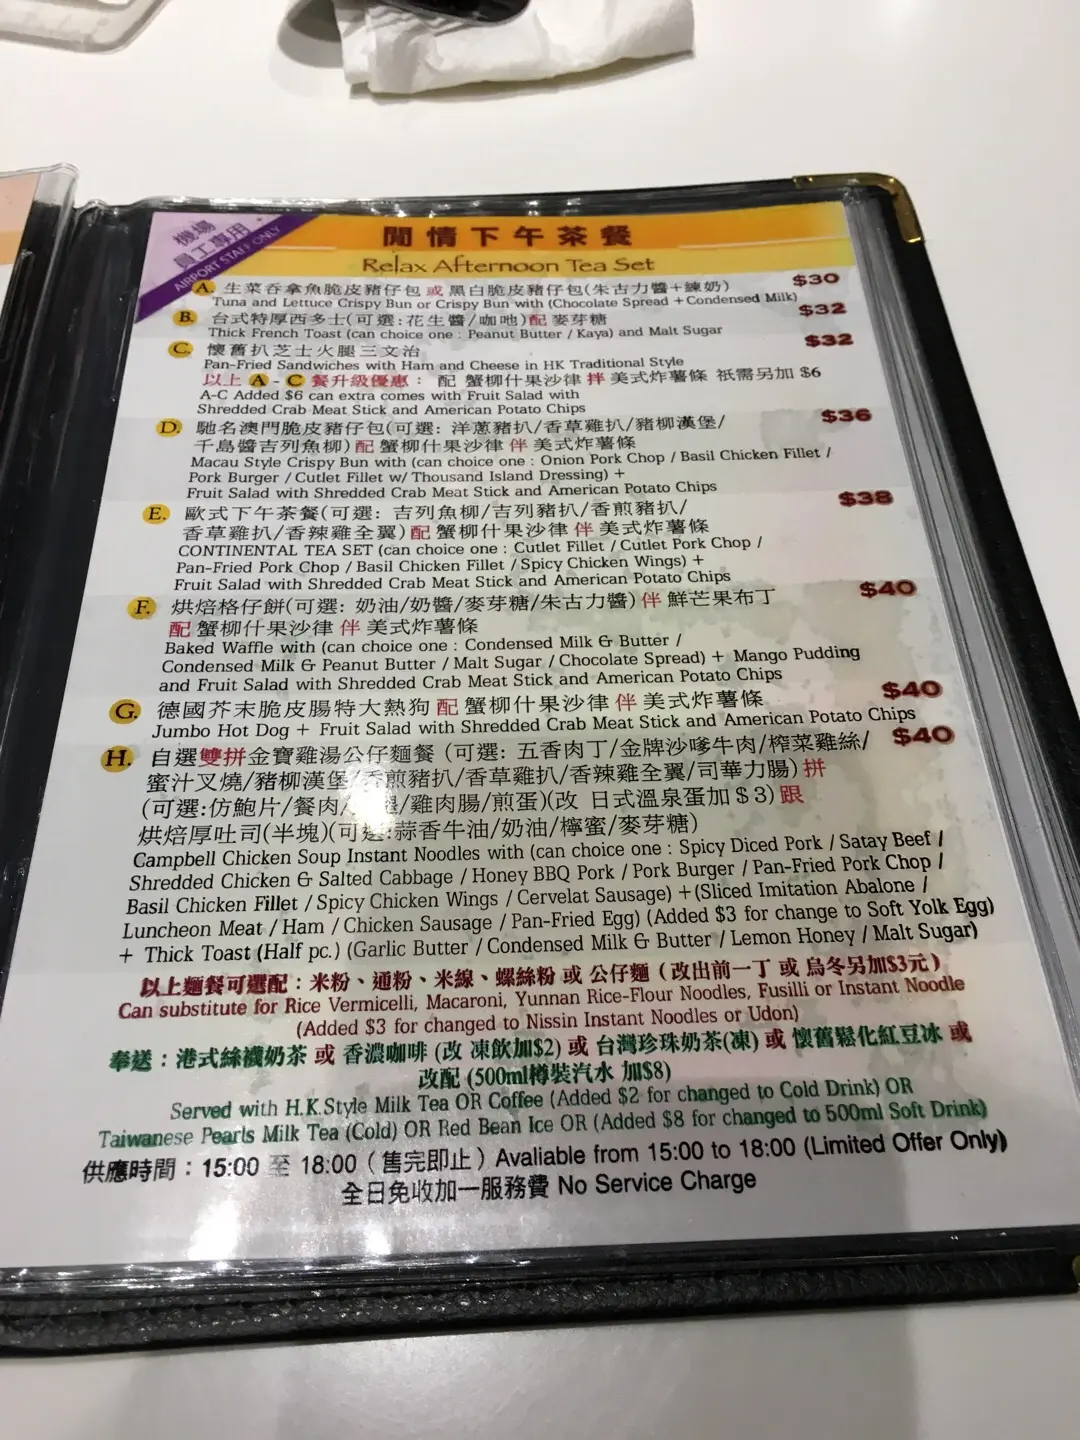 機場
員工專用
AIRPORT STAFF ONLY
閒情下午茶餐
Relax Afternoon Tea Set
A. 生菜吞拿魚脆皮豬仔包或黑白脆皮豬仔包(朱古力醬+練奶) $30
Tuna and Lettuce Crispy Bun or Crispy Bun with (Chocolate Spread + Condensed Milk)
B. 台式特厚西多士(可選:花生醬/咖吔)配麥芽糖 $32
Thick French Toast (can choice one : Peanut Butter / Kaya) and Malt Sugar
C. 懷舊扒芝士火腿三文治 $32
Pan-Fried Sandwiches with Ham and Cheese in HK Traditional Style
以上 A - C 餐升級優惠： 配 蟹柳什果沙律 拌 美式炸薯條 祇需另加 $6
A-C Added $6 can extra comes with Fruit Salad with
Shredded Crab Meat Stick and American Potato Chips
D. 馳名澳門脆皮豬仔包(可選: 洋蔥豬扒/香草雞扒/豬柳漢堡/ $36
千島醬吉列魚柳) 配 蟹柳什果沙律 伴 美式炸薯條
Macau Style Crispy Bun with (can choice one : Onion Pork Chop / Basil Chicken Fillet /
Pork Burger / Cutlet Fillet w/ Thousand Island Dressing) +
Fruit Salad with Shredded Crab Meat Stick and American Potato Chips
E. 歐式下午茶餐(可選: 吉列魚柳/吉列豬扒/香煎豬扒/ $38
香草雞扒/香辣雞全翼) 配 蟹柳什果沙律 伴 美式炸薯條
CONTINENTAL TEA SET (can choice one : Cutlet Fillet / Cutlet Pork Chop /
Pan-Fried Pork Chop / Basil Chicken Fillet / Spicy Chicken Wings) +
Fruit Salad with Shredded Crab Meat Stick and American Potato Chips
F. 烘焙格仔餅(可選: 奶油/奶醬/麥芽糖/朱古力醬) 伴 鮮芒果布丁 $40
配 蟹柳什果沙律 伴 美式炸薯條
Baked Waffle with (can choice one : Condensed Milk & Butter /
Condensed Milk & Peanut Butter / Malt Sugar / Chocolate Spread) + Mango Pudding
and Fruit Salad with Shredded Crab Meat Stick and American Potato Chips
G. 德國芥末脆皮腸特大熱狗 配 蟹柳什果沙律 伴 美式炸薯條 $40
Jumbo Hot Dog + Fruit Salad with Shredded Crab Meat Stick and American Potato Chips
H. 自選雙拼金寶雞湯公仔麵餐 (可選: 五香肉丁/金牌沙嗲牛肉/榨菜雞絲/ $40
蜜汁叉燒/豬柳漢堡/香煎豬扒/香草雞扒/香辣雞全翼/司華力腸) 拼
(可選:仿鮑片/餐肉/腿/雞肉腸/煎蛋)(改 日式溫泉蛋加 $3) 跟
烘焙厚吐司(半塊)(可選:蒜香牛油/奶油/檸蜜/麥芽糖)
Campbell Chicken Soup Instant Noodles with (can choice one : Spicy Diced Pork / Satay Beef /
Shredded Chicken & Salted Cabbage / Honey BBQ Pork / Pork Burger / Pan-Fried Pork Chop /
Basil Chicken Fillet / Spicy Chicken Wings / Cervelat Sausage) + (Sliced Imitation Abalone /
Luncheon Meat / Ham / Chicken Sausage / Pan-Fried Egg) (Added $3 for change to Soft Yolk Egg)
+ Thick Toast (Half pc.) (Garlic Butter / Condensed Milk & Butter / Lemon Honey / Malt Sugar)
以上麵餐可選配：米粉、通粉、米線、螺絲粉 或 公仔麵（改出前一丁 或 烏冬另加$3元）
Can substitute for Rice Vermicelli, Macaroni, Yunnan Rice-Flour Noodles, Fusilli or Instant Noodle
(Added $3 for changed to Nissin Instant Noodles or Udon)
奉送：港式絲襪奶茶 或 香濃咖啡 (改 凍飲加$2) 或 台灣珍珠奶茶(凍) 或 懷舊鬆化紅豆冰 或
改配 (500ml樽裝汽水 加$8)
Served with H.K.Style Milk Tea OR Coffee (Added $2 for changed to Cold Drink) OR
Taiwanese Pearls Milk Tea (Cold) OR Red Bean Ice OR (Added $8 for changed to 500ml Soft Drink)
供應時間：15:00 至 18:00（售完即止）Avaliable from 15:00 to 18:00 (Limited Offer Only)
全日免收加一服務費 No Service Charge